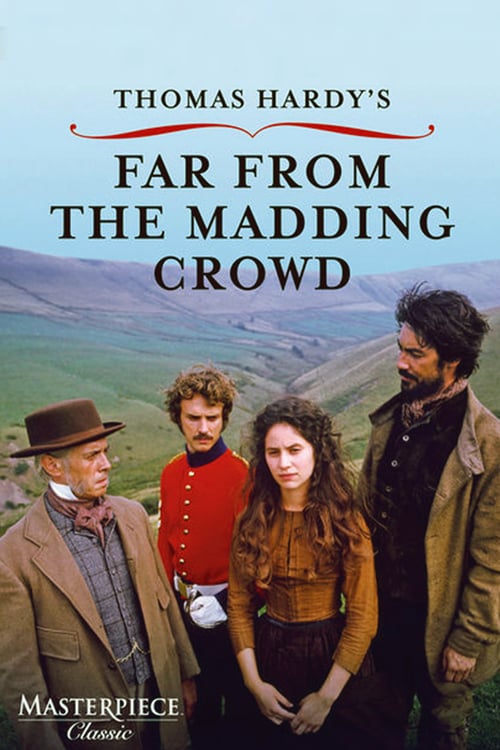 THOMAS HARDY'S
FAR FROM
THE MADDING
CROWD
MASTERPIECE
Classic